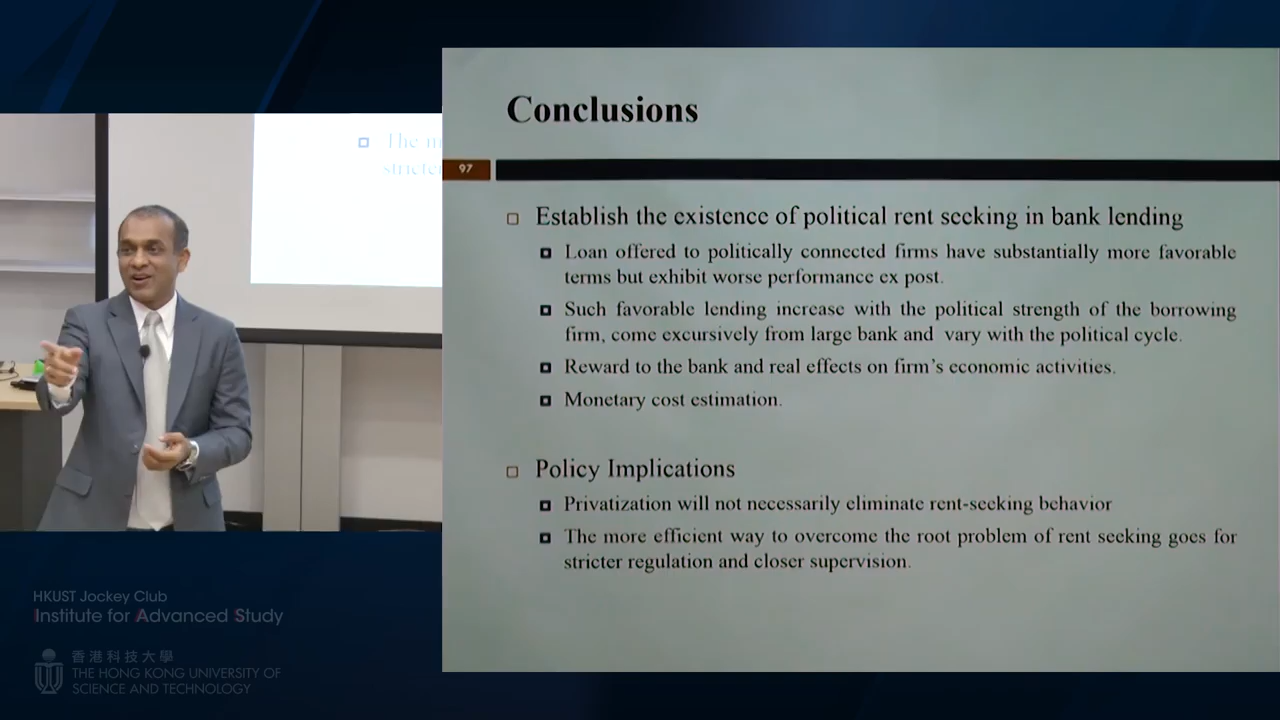 The
stricter
Conclusions
97
Establish the existence of political rent seeking in bank lending
Loan offered to politically connected firms have substantially more favorable
terms but exhibit worse performance ex post.
Such favorable lending increase with the political strength of the borrowing
firm, come excursively from large bank and vary with the political cycle.
Reward to the bank and real effects on firm's economic activities.
Monetary cost estimation.
Policy Implications
Privatization will not necessarily eliminate rent-seeking behavior
The more efficient way to overcome the root problem of rent seeking goes for
stricter regulation and closer supervision.
HKUST Jockey Club
Institute for Advanced Study
香港科技大學
THE HONG KONG UNIVERSITY OF
SCIENCE AND TECHNOLOGY